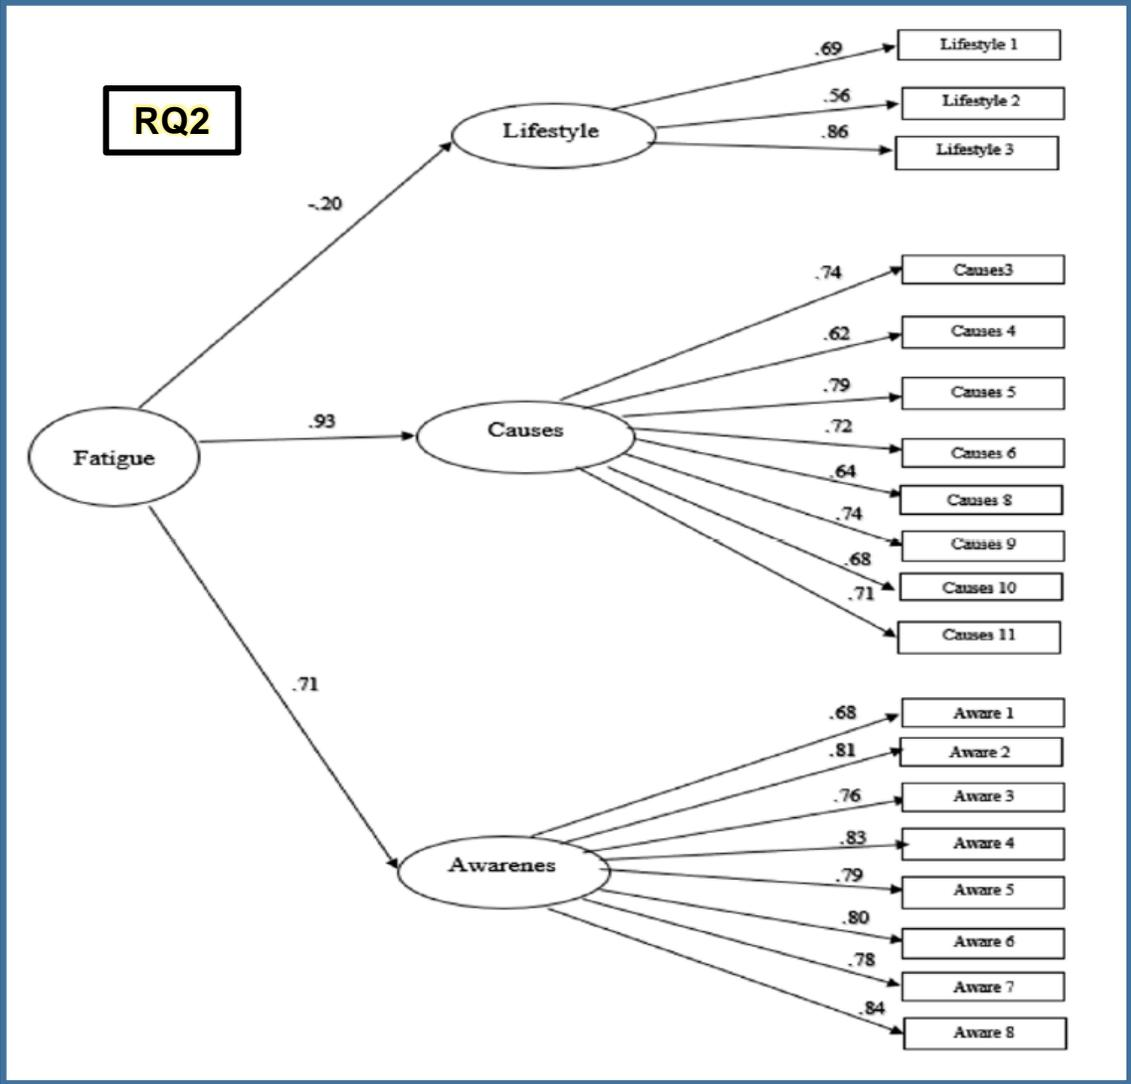 RQ2
.69
Lifestyle 1
.56
Lifestyle 2
Lifestyle
.86
Lifestyle 3
-.20
.74
Causes3
.62
Causes 4
.79
Causes 5
.93
Causes
.72
Causes 6
Fatigue
.64
Causes 8
.74
Causes 9
.68
Causes 10
.71
Causes 11
.71
.68
Aware 1
.81
Aware 2
.76
Aware 3
.83
Aware 4
Awarenes
.79
Aware 5
.80
Aware 6
.78
Aware 7
.84
Aware 8